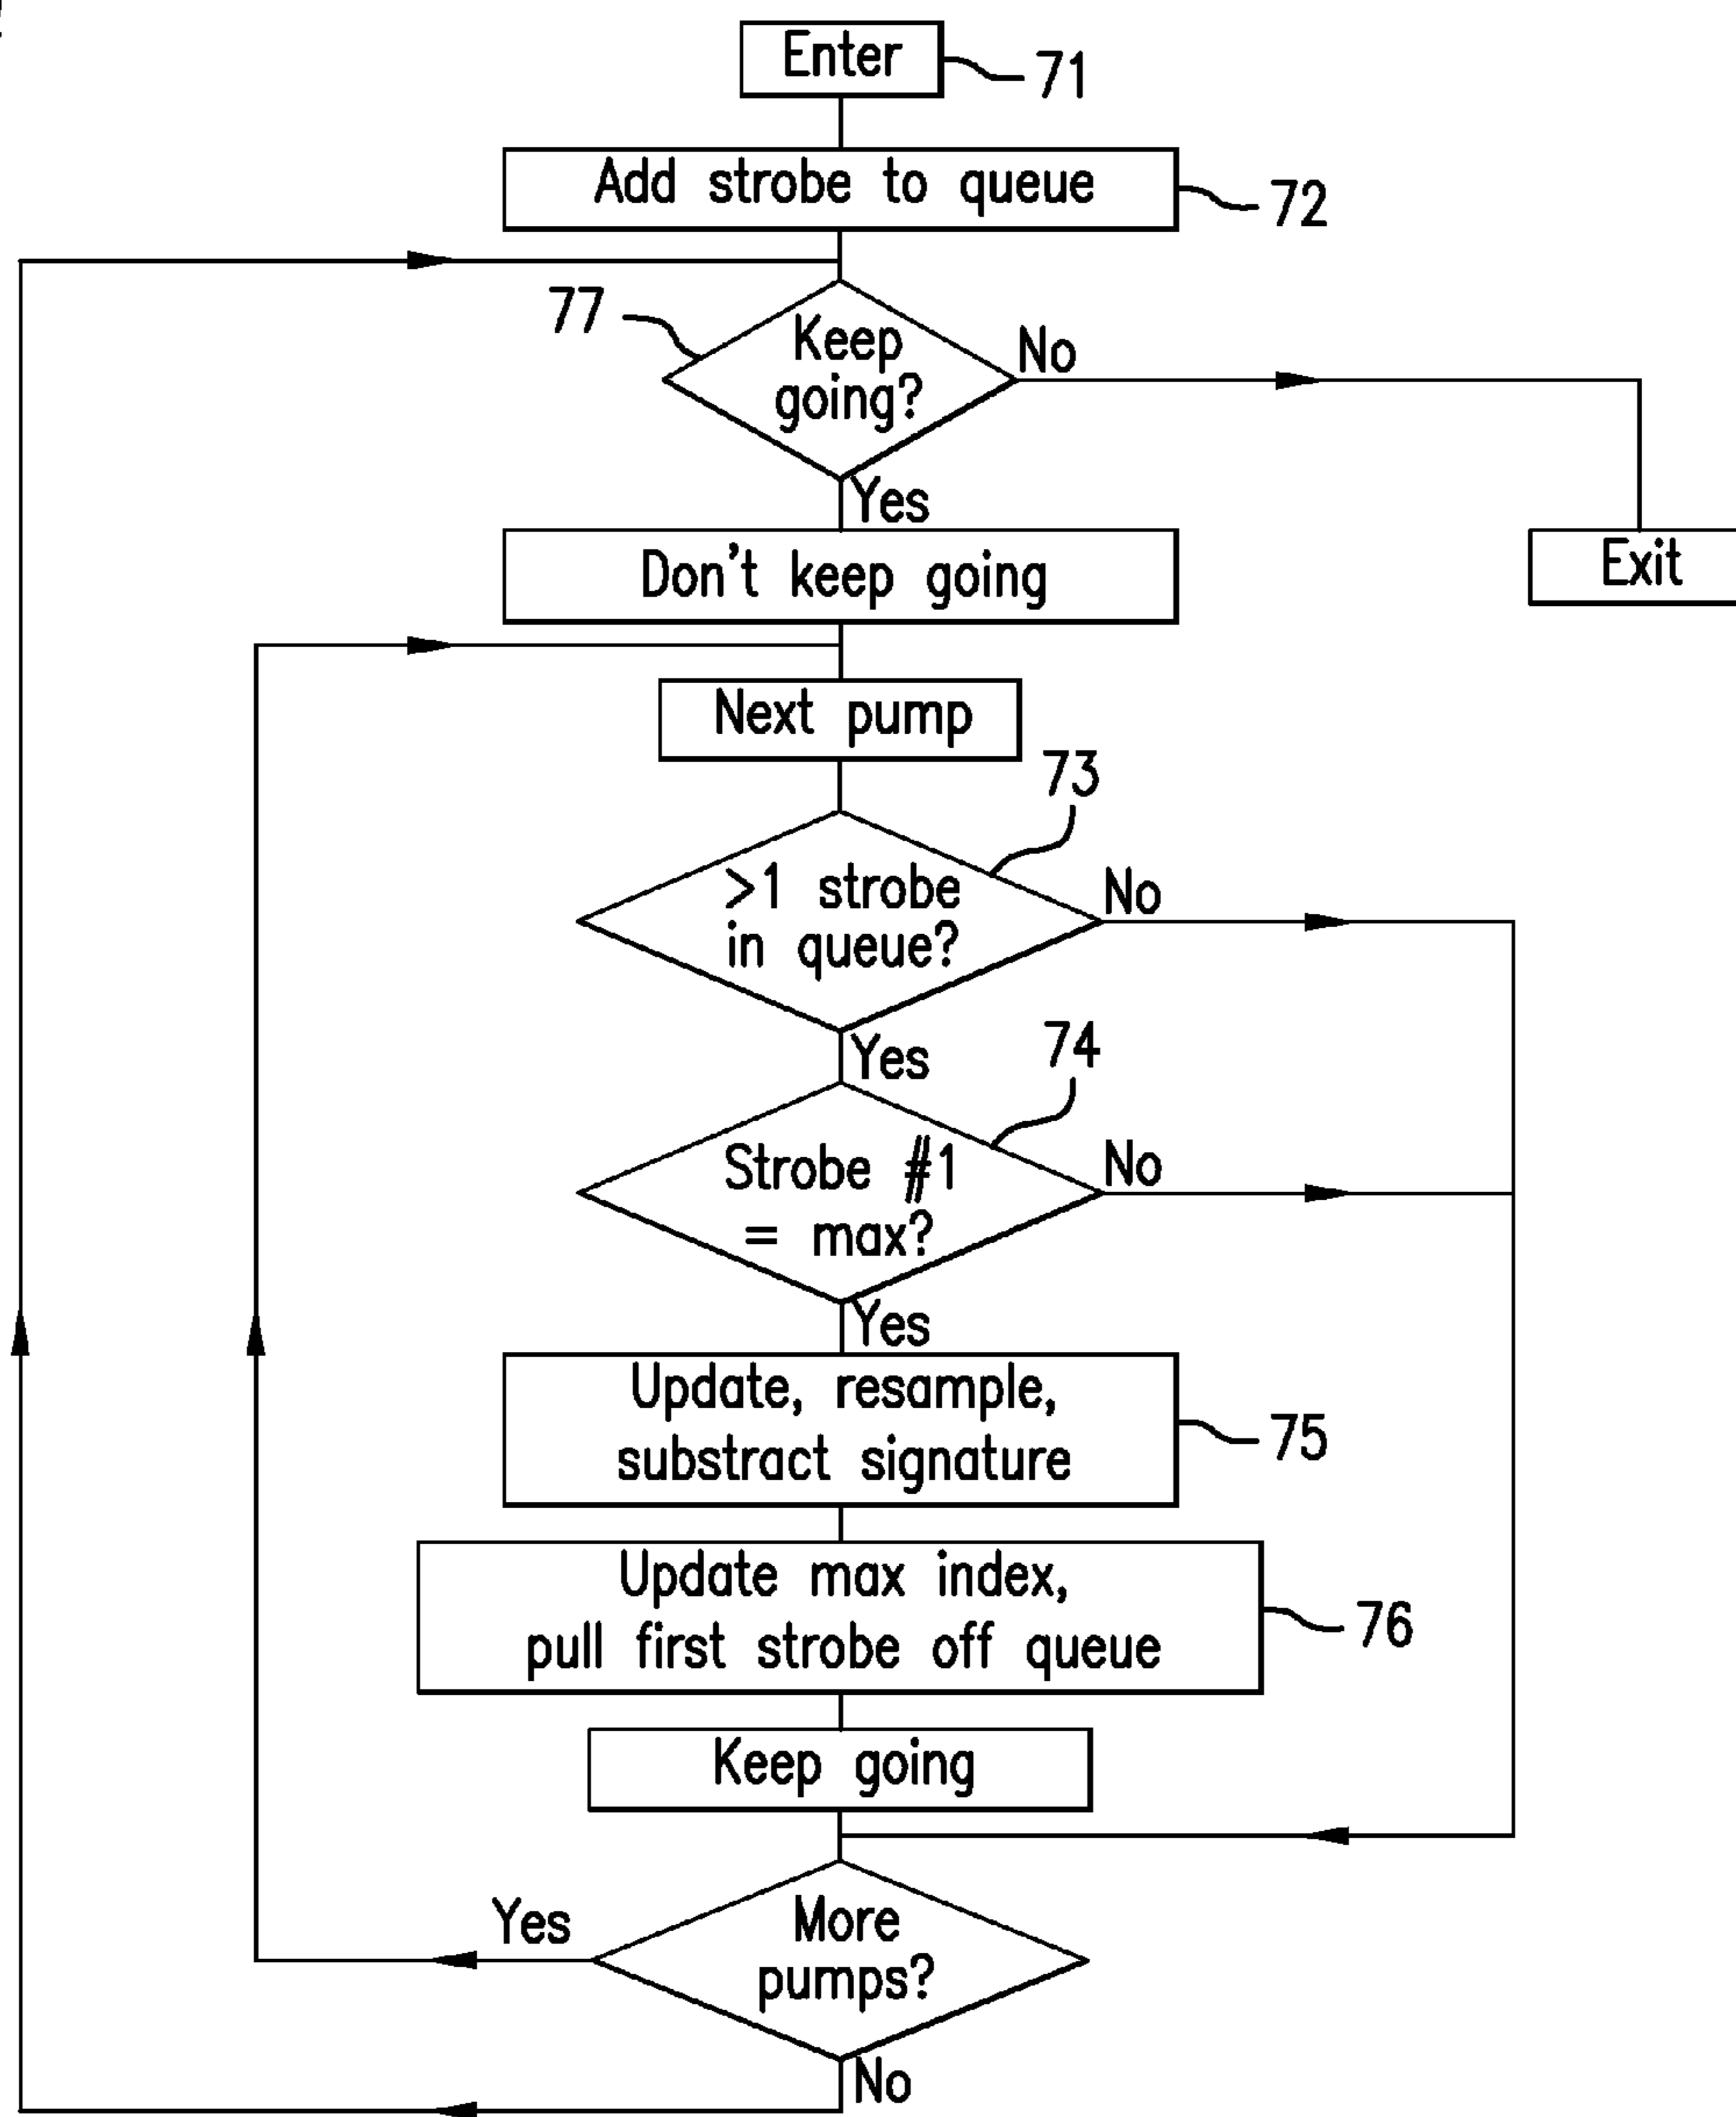 Enter
71
Add strobe to queue
72
77
Keep
going?
No
Yes
Don't keep going
Exit
Next pump
73
>1 strobe
in queue?
No
Yes
74
Strobe #1
= max?
No
Yes
Update, resample,
substract signature
75
Update max index,
pull first strobe off queue
76
Keep going
More
pumps?
Yes
No